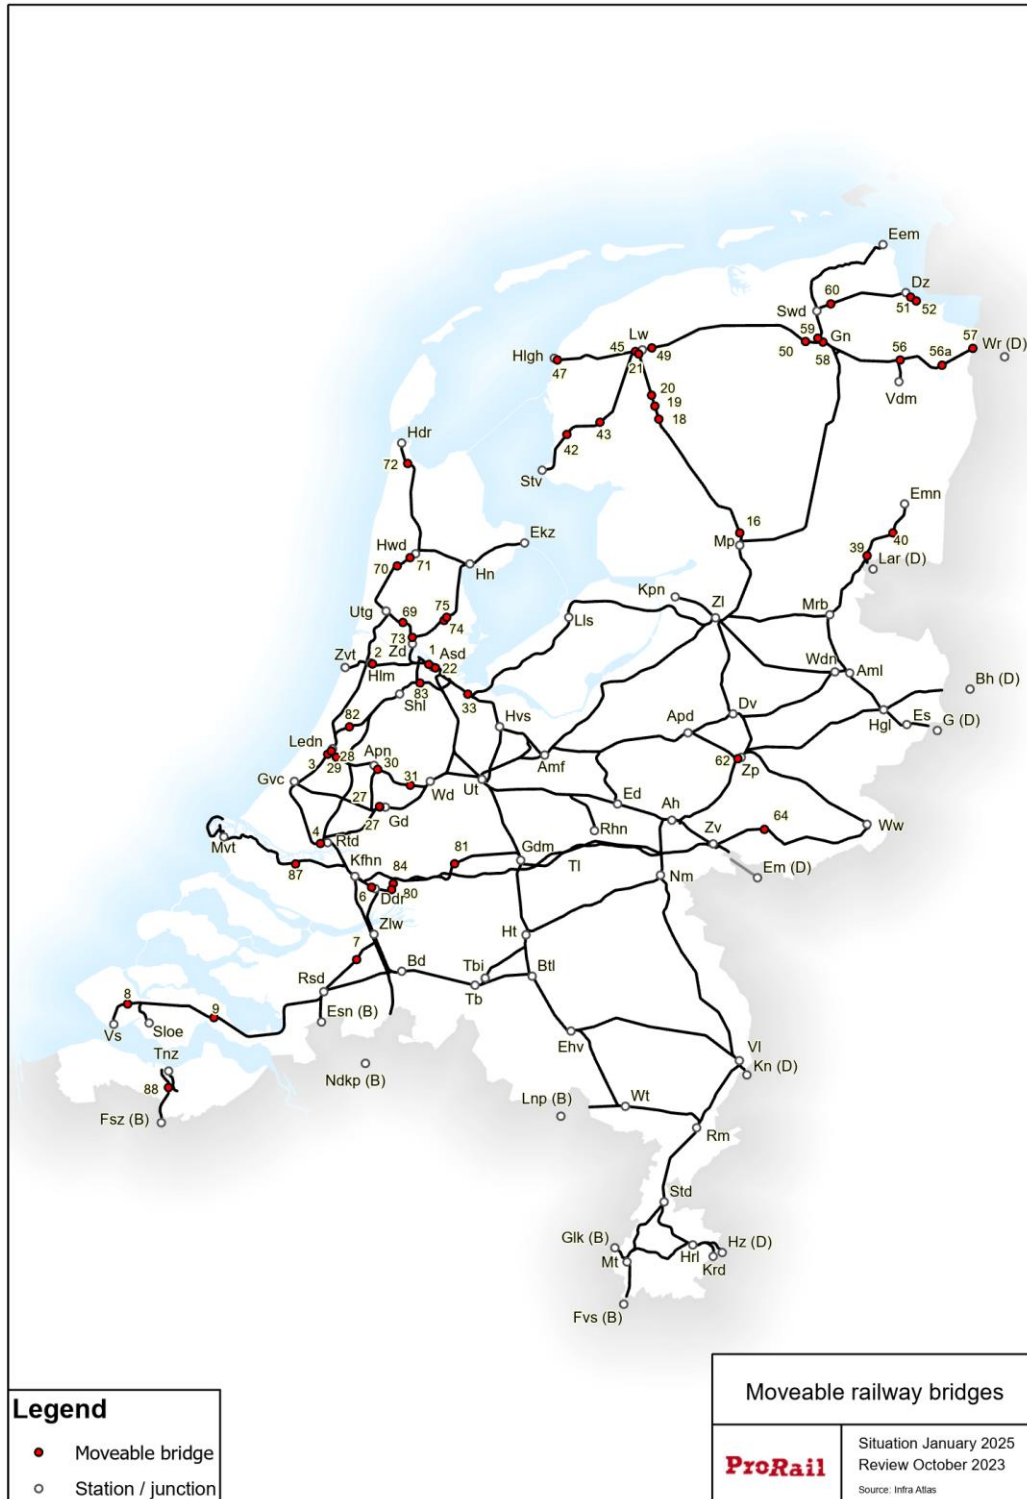 Eem
Dz
60
51
52
Swd
59
Gn
57
Wr (D)
50
58
56
56a
Vdm
Lw
45
49
21
Hlgh
47
20
19
18
43
42
Stv
Hdr
72
Emn
16
40
Mp
39
Lar (D)
Ekz
Hwd
71
70
Hn
Kpn
Zl
Mrb
Utg
69
75
74
Lls
73
Zd
1
Asd
2
22
Zvt
Hlm
Wdn
Aml
Bh (D)
83
Shl
33
Hvs
Dv
Apd
Hgl
Es
G (D)
82
Ledn
3
28
29
Apn
30
Amf
62
Zp
Gvc
31
Wd
Ut
27
27
Gd
Ed
Ah
Rhn
Zv
64
Ww
4
Rtd
Mvt
87
Kfhn
84
81
Gdm
Tl
Em (D)
6
Ddr
80
Nm
Zlw
7
Ht
Rsd
Bd
Tbi
Btl
Tb
8
9
Esn (B)
Vs
Sloe
Tnz
Ehv
Vl
Kn (D)
Ndkp (B)
88
Fsz (B)
Lnp (B)
Wt
Rm
Std
Glk (B)
Mt
Hrl
Hz (D)
Krd
Fvs (B)
Legend
Moveable bridge
Station / junction
Moveable railway bridges
ProRail
Situation January 2025
Review October 2023
Source: Infra Atlas